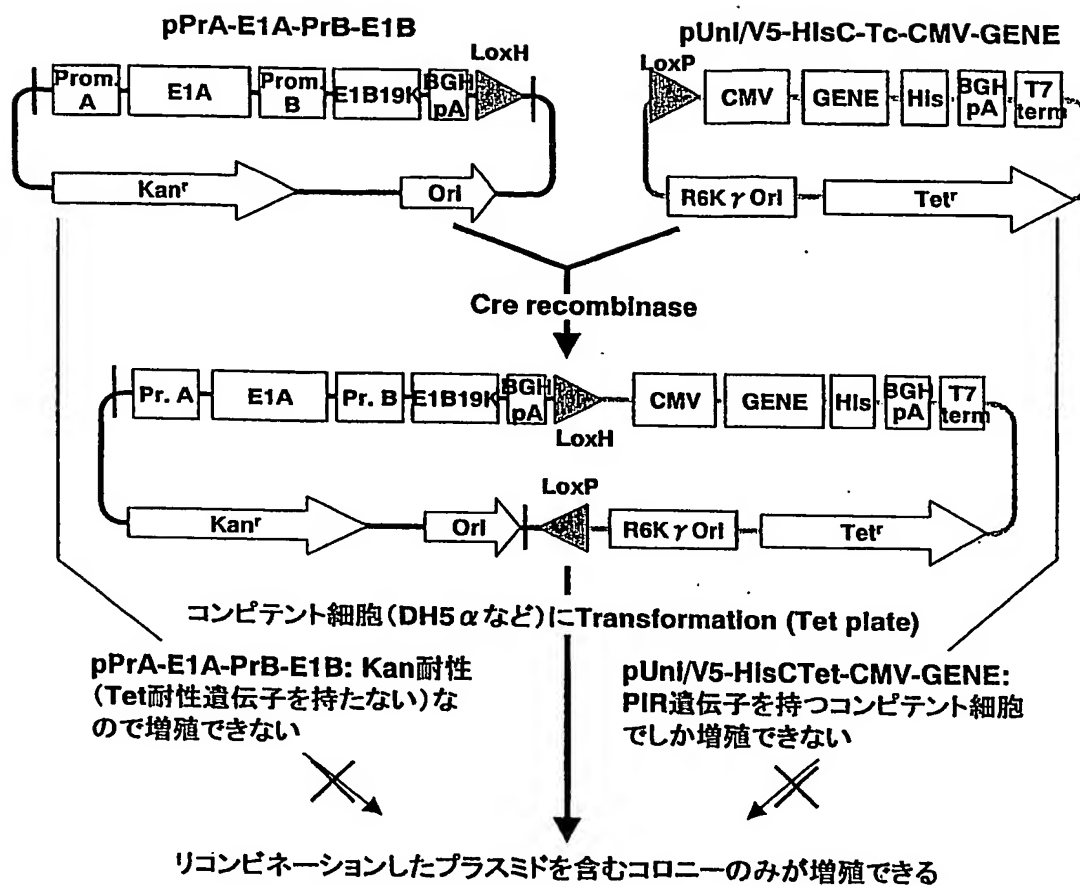 pPrA-E1A-PrB-E1B
pUni/V5-HisC-Tc-CMV-GENE
LoxH
Prom. A
E1A
Prom. B
E1B19K
BGH pA
Kanʳ
Ori
LoxP
CMV
GENE
His
BGH pA
T7 term
R6KγOri
Tetʳ
Cre recombinase
Pr. A
E1A
Pr. B
E1B19K
BGH pA
LoxH
CMV
GENE
His
BGH pA
T7 term
LoxP
Kanʳ
Ori
R6KγOri
Tetʳ
コンピテント細胞(DH5αなど)にTransformation (Tet plate)
pPrA-E1A-PrB-E1B: Kan耐性
(Tet耐性遺伝子を持たない)な
ので増殖できない
pUni/V5-HisCTet-CMV-GENE:
PIR遺伝子を持つコンピテント細胞
でしか増殖できない
リコンビネーションしたプラスミドを含むコロニーのみが増殖できる